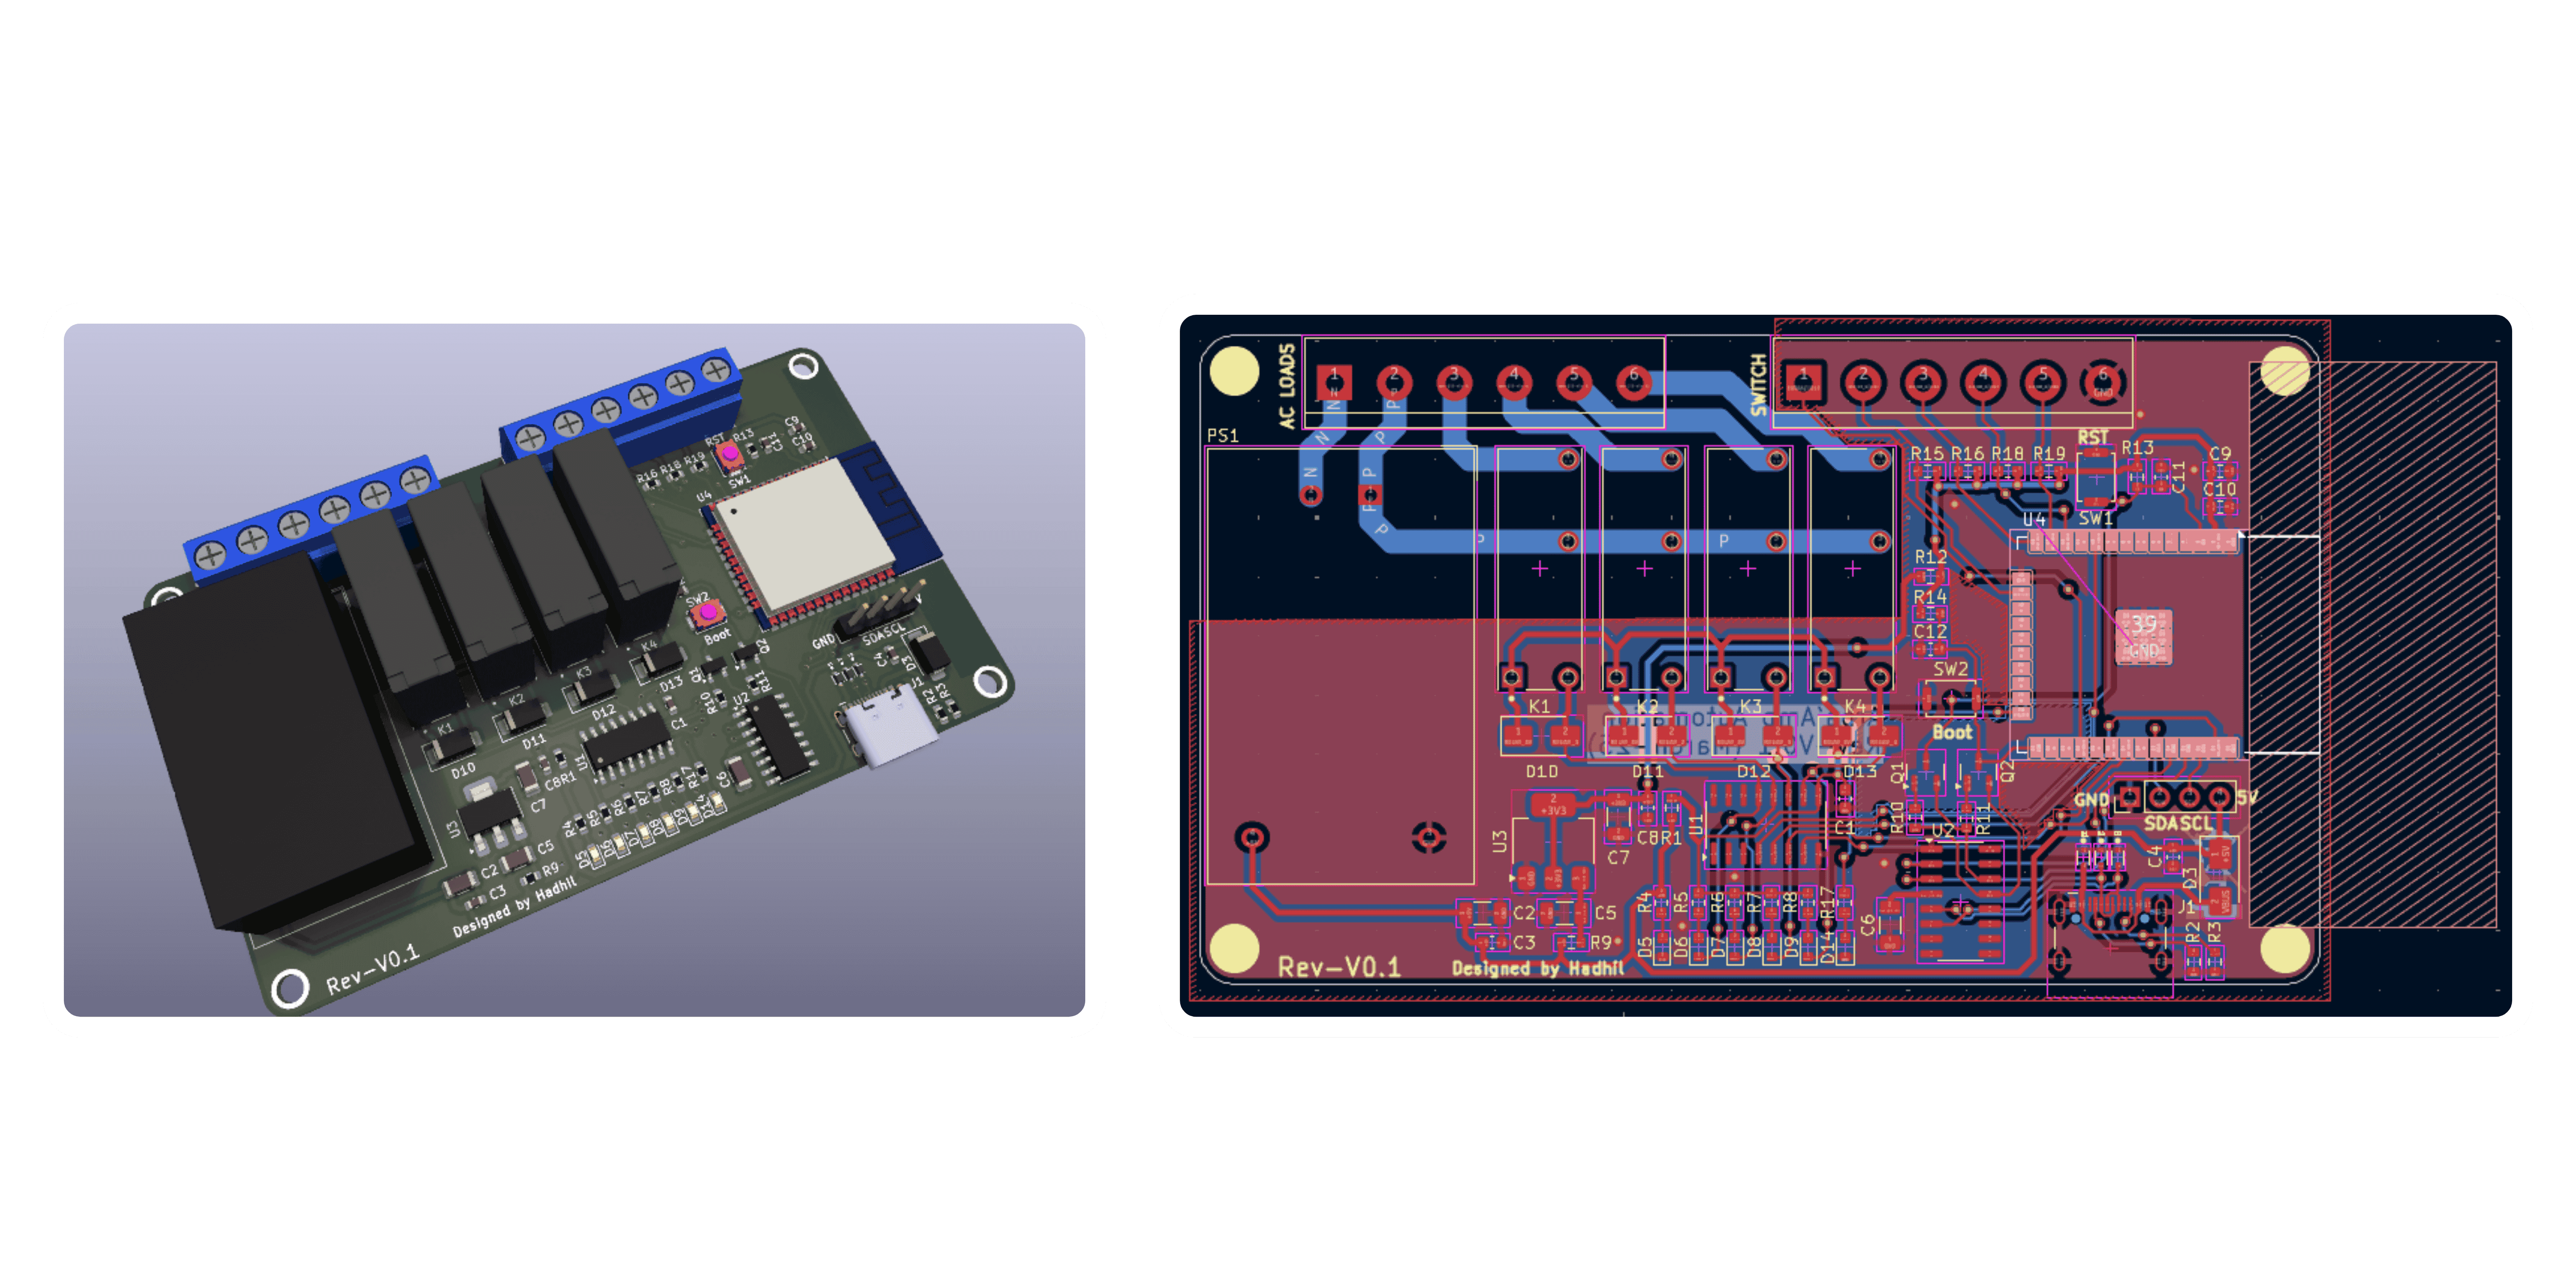 RST R13 C9
C11 C10
R16 R18 R19
SW1
U4
SW2
Boot
GND SDASCL V
Q1 Q2
C4 D3
J1
R2 R3
R10 U2 R11
K1 K2 K3 K4
D10 D11 D12 D13
U1 C1
C8R1
C7
U3
R4 R5 R6 R7 R8 R17 C6
D5 D6 D7 D8 D9 D14
C2 C5
C3 R9
Designed by Hadhil
Rev-V0.1
AC LOADS
1 2 3 4 5 6
N P
SWITCH
1 2 3 4 5 6
GND
PS1
N P
N P
P
P P
RST
R15 R16 R18 R19 R13 C9
C11 C10
SW1
U4
R12
R14
C12
39
GND
SW2
K1 K2 K3 K4
Boot
D10 D11 D12 D13
Q1 Q2
GND 5V
SDASCL
2
+3V3
U3
C7
C8R1
U1
C1
R10 U2 R11
C4 D3
J1
R4 R5 R6 R7 R8 R17
C2 C5
C3 R9
C6
D5 D6 D7 D8 D9 D14
R2 R3
Rev-V0.1
Designed by Hadhil